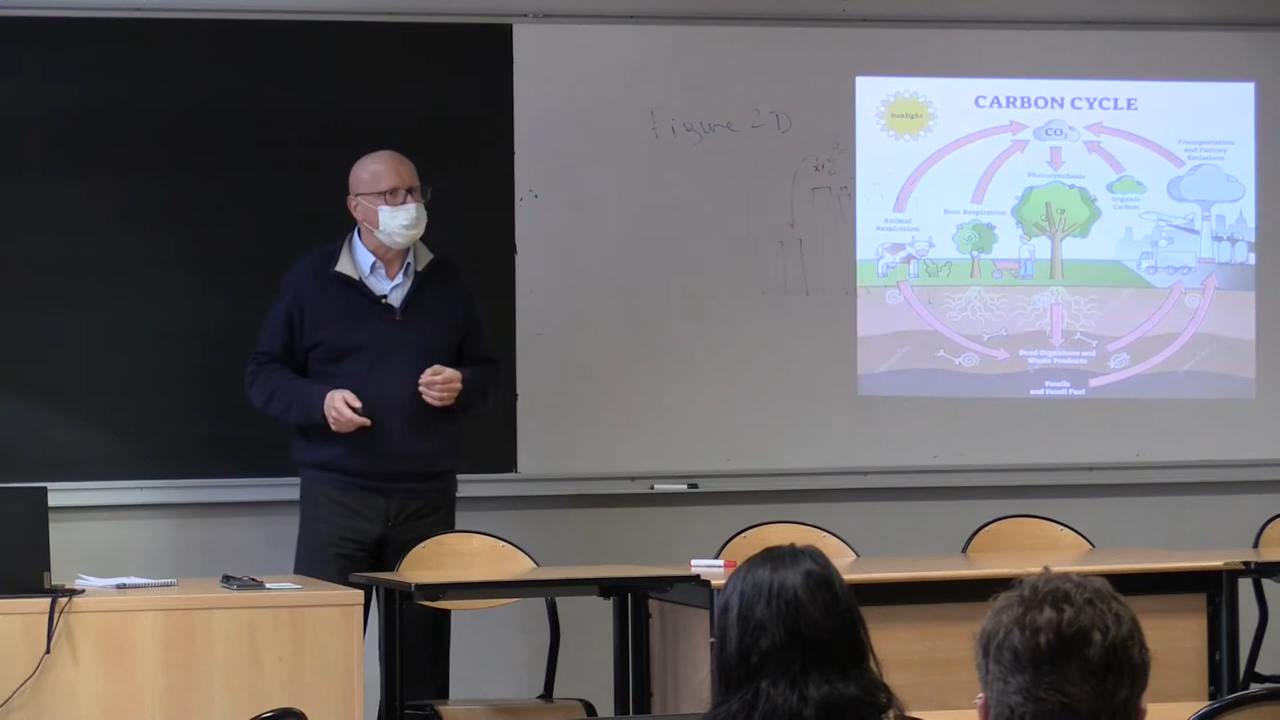 Figure 2D
CARBON CYCLE
sunlight
CO₂
Transportation
and Factory
Emissions
Photosynthesis
Organic
Carbon
Animal
Respiration
Root Respiration
Dead Organisms and
Waste Products
Fossils
and Fossil Fuel